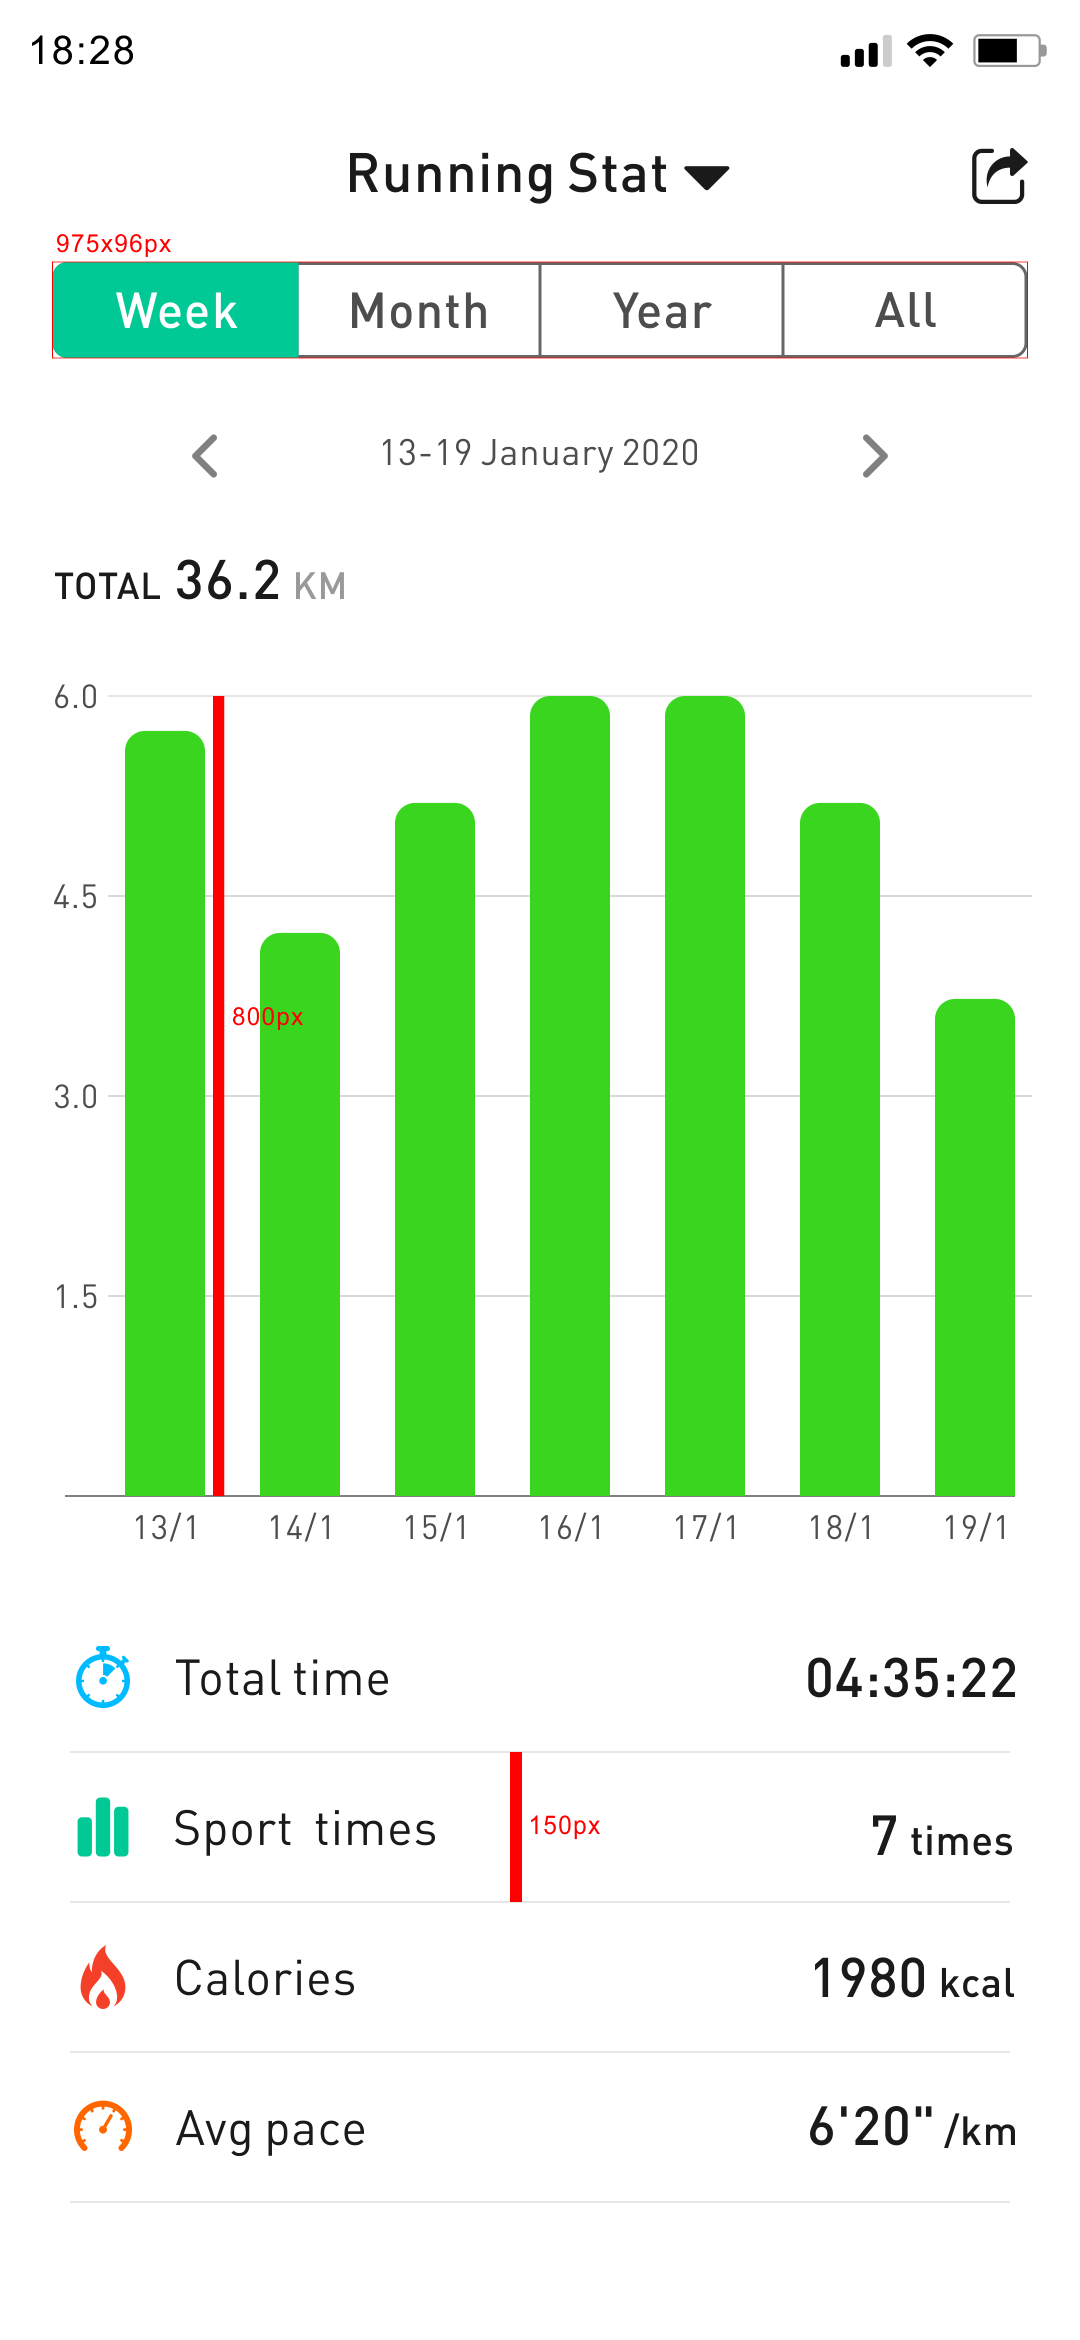 18:28
Running Stat
975x96px
Week Month Year All
13-19 January 2020
TOTAL 36.2 KM
6.0
4.5
800px
3.0
1.5
13/1 14/1 15/1 16/1 17/1 18/1 19/1
Total time 04:35:22
Sport times 150px 7 times
Calories 1980 kcal
Avg pace 6'20" /km